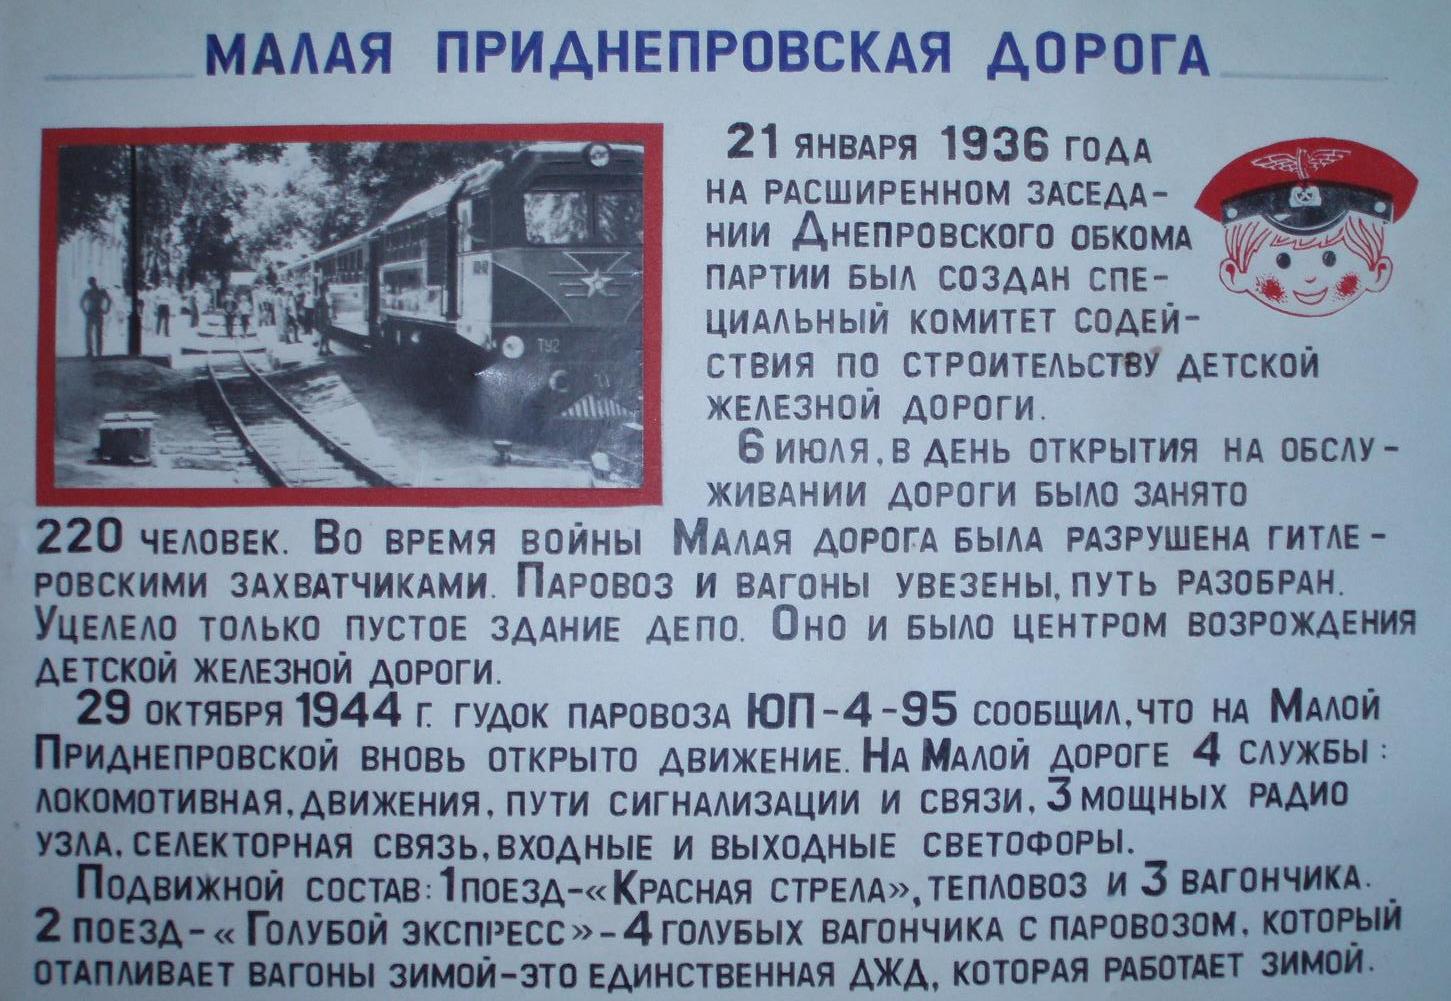 МАЛАЯ ПРИДНЕПРОВСКАЯ ДОРОГА
21 ЯНВАРЯ 1936 ГОДА
НА РАСШИРЕННОМ ЗАСЕДА-
НИИ ДНЕПРОВСКОГО ОБКОМА
ПАРТИИ БЫЛ СОЗДАН СПЕ-
ЦИАЛЬНЫЙ КОМИТЕТ СОДЕЙ-
СТВИЯ ПО СТРОИТЕЛЬСТВУ ДЕТСКОЙ
ЖЕЛЕЗНОЙ ДОРОГИ.
6 ИЮЛЯ, В ДЕНЬ ОТКРЫТИЯ НА ОБСЛУ-
ЖИВАНИИ ДОРОГИ БЫЛО ЗАНЯТО
220 ЧЕЛОВЕК. ВО ВРЕМЯ ВОЙНЫ МАЛАЯ ДОРОГА БЫЛА РАЗРУШЕНА ГИТЛЕ-
РОВСКИМИ ЗАХВАТЧИКАМИ. ПАРОВОЗ И ВАГОНЫ УВЕЗЕНЫ, ПУТЬ РАЗОБРАН.
УЦЕЛЕЛО ТОЛЬКО ПУСТОЕ ЗДАНИЕ ДЕПО. ОНО И БЫЛО ЦЕНТРОМ ВОЗРОЖДЕНИЯ
ДЕТСКОЙ ЖЕЛЕЗНОЙ ДОРОГИ.
29 ОКТЯБРЯ 1944 Г. ГУДОК ПАРОВОЗА ЮП-4-95 СООБЩИЛ, ЧТО НА МАЛОЙ
ПРИДНЕПРОВСКОЙ ВНОВЬ ОТКРЫТО ДВИЖЕНИЕ. НА МАЛОЙ ДОРОГЕ 4 СЛУЖБЫ:
ЛОКОМОТИВНАЯ, ДВИЖЕНИЯ, ПУТИ СИГНАЛИЗАЦИИ И СВЯЗИ, 3 МОЩНЫХ РАДИО
УЗЛА, СЕЛЕКТОРНАЯ СВЯЗЬ, ВХОДНЫЕ И ВЫХОДНЫЕ СВЕТОФОРЫ.
ПОДВИЖНОЙ СОСТАВ: 1 ПОЕЗД-«КРАСНАЯ СТРЕЛА», ТЕПЛОВОЗ И 3 ВАГОНЧИКА.
2 ПОЕЗД-«ГОЛУБОЙ ЭКСПРЕСС»-4 ГОЛУБЫХ ВАГОНЧИКА С ПАРОВОЗОМ, КОТОРЫЙ
ОТАПЛИВАЕТ ВАГОНЫ ЗИМОЙ-ЭТО ЕДИНСТВЕННАЯ ДЖД, КОТОРАЯ РАБОТАЕТ ЗИМОЙ.
ТУ2